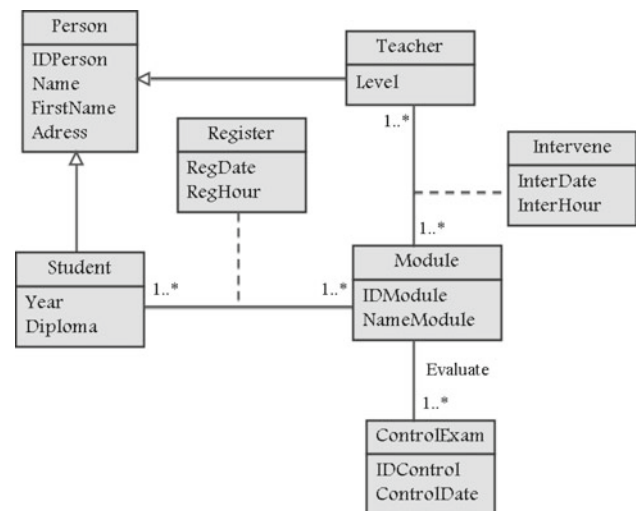 Person
IDPerson
Name
FirstName
Adress
Teacher
Level
1..*
Register
RegDate
RegHour
Intervene
InterDate
InterHour
1..*
Student
Year
Diploma
1..*
1..*
Module
IDModule
NameModule
Evaluate
1..*
ControlExam
IDControl
ControlDate